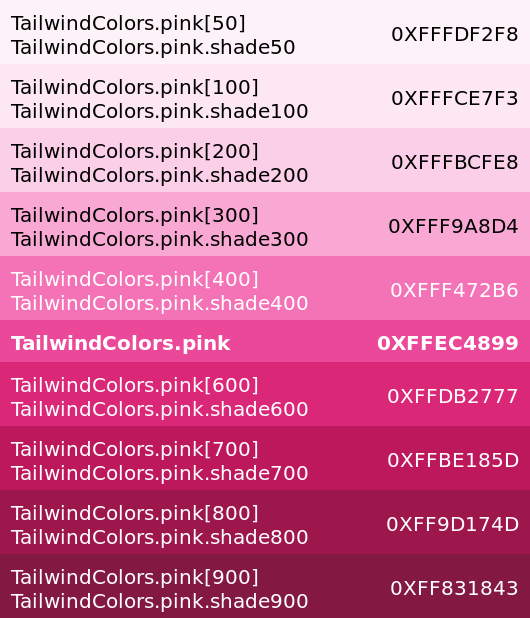 TailwindColors.pink[50]
TailwindColors.pink.shade50
0XFFFDF2F8
TailwindColors.pink[100]
TailwindColors.pink.shade100
0XFFFCE7F3
TailwindColors.pink[200]
TailwindColors.pink.shade200
0XFFFBCFE8
TailwindColors.pink[300]
TailwindColors.pink.shade300
0XFFF9A8D4
TailwindColors.pink[400]
TailwindColors.pink.shade400
0XFFF472B6
TailwindColors.pink
0XFFEC4899
TailwindColors.pink[600]
TailwindColors.pink.shade600
0XFFDB2777
TailwindColors.pink[700]
TailwindColors.pink.shade700
0XFFBE185D
TailwindColors.pink[800]
TailwindColors.pink.shade800
0XFF9D174D
TailwindColors.pink[900]
TailwindColors.pink.shade900
0XFF831843